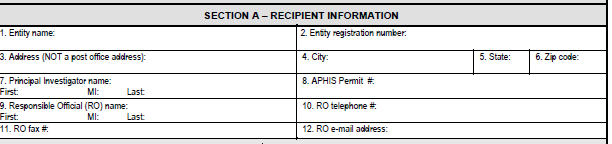 SECTION A – RECIPIENT INFORMATION
1. Entity name: 2. Entity registration number:
3. Address (NOT a post office address): 4. City: 5. State: 6. Zip code:
7. Principal Investigator name: 8. APHIS Permit #:
First: MI: Last:
9. Responsible Official (RO) name: 10. RO telephone #:
First: MI: Last:
11. RO fax #: 12. RO e-mail address: